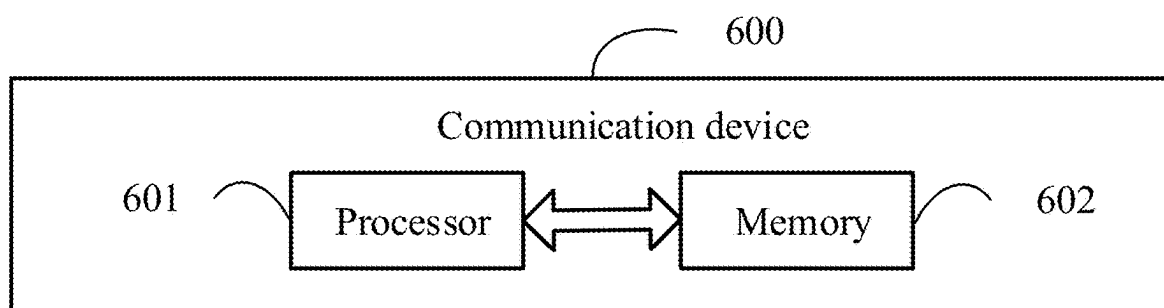 600
Communication device
601
Processor
Memory
602